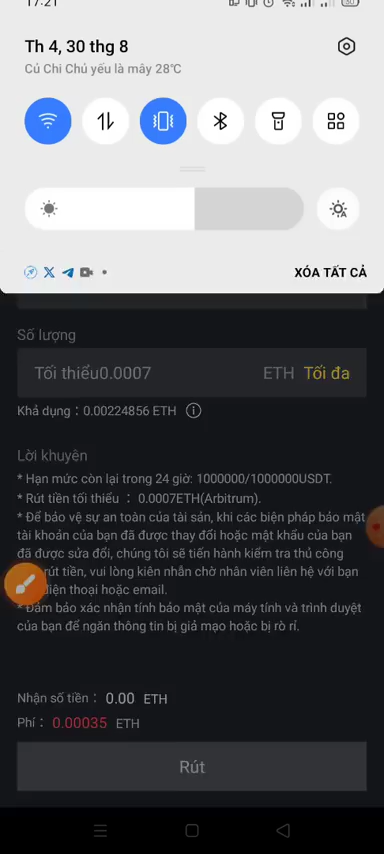 17:21
Th 4, 30 thg 8
Củ Chi Chủ yếu là mây 28°C
XÓA TẤT CẢ
Số lượng
Tối thiểu0.0007 ETH Tối đa
Khả dụng : 0.00224856 ETH
Lời khuyên
* Hạn mức còn lại trong 24 giờ: 1000000/1000000USDT.
* Rút tiền tối thiểu : 0.0007ETH(Arbitrum).
* Để bảo vệ sự an toàn của tài sản, khi các biện pháp bảo mật
tài khoản của bạn đã được thay đổi hoặc mật khẩu của bạn
đã được sửa đổi, chúng tôi sẽ tiến hành kiểm tra thủ công
rút tiền, vui lòng kiên nhẫn chờ nhân viên liên hệ với bạn
điện thoại hoặc email.
* Đảm bảo xác nhận tính bảo mật của máy tính và trình duyệt
của bạn để ngăn thông tin bị giả mạo hoặc bị rò rỉ.
Nhận số tiền : 0.00 ETH
Phí : 0.00035 ETH
Rút